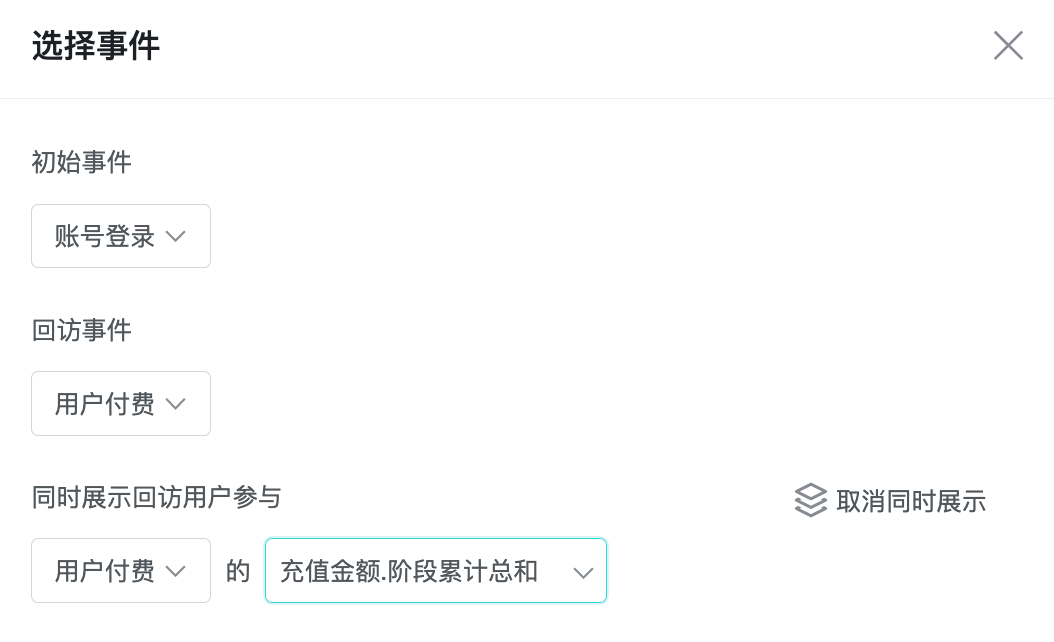 选择事件
初始事件
账号登录
回访事件
用户付费
同时展示回访用户参与
取消同时展示
用户付费 的 充值金额.阶段累计总和